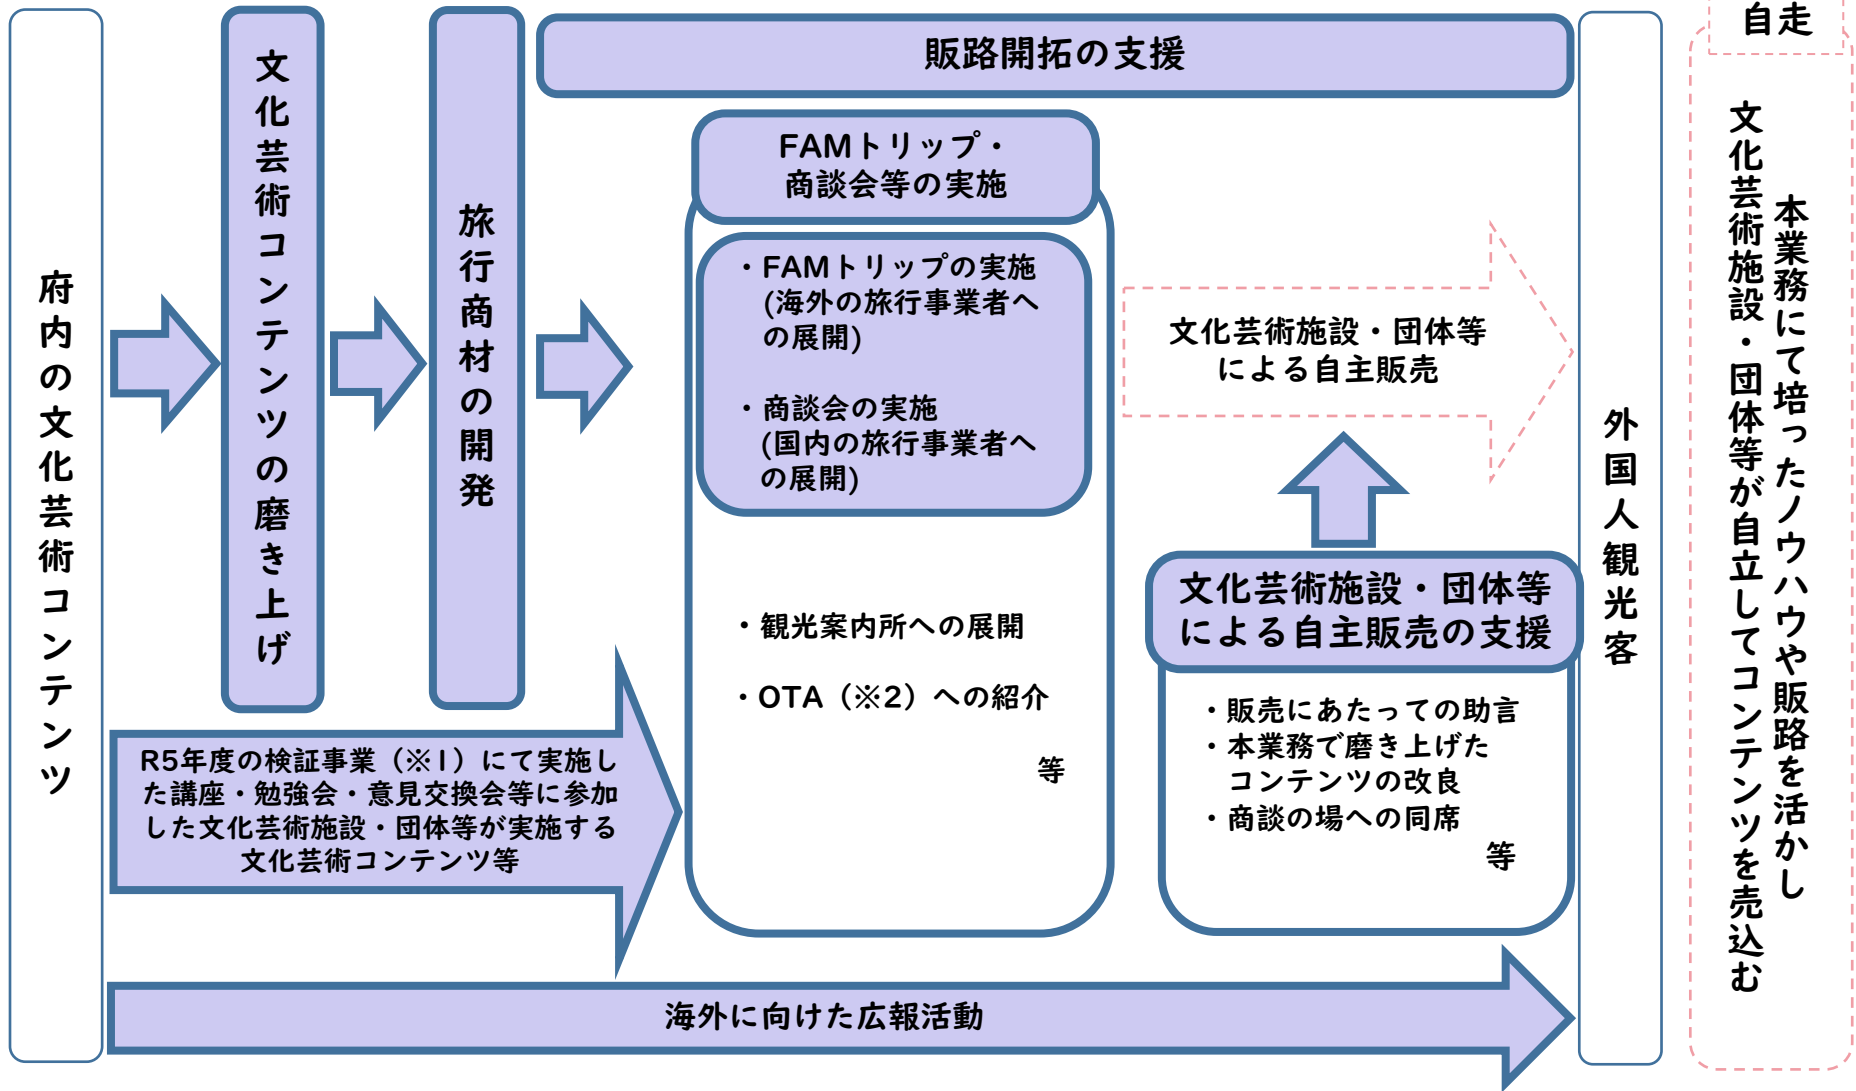 府内の文化芸術コンテンツ
文化芸術コンテンツの磨き上げ
旅行商材の開発
販路開拓の支援
FAMトリップ・
商談会等の実施
・FAMトリップの実施
(海外の旅行事業者へ
の展開)
・商談会の実施
(国内の旅行事業者へ
の展開)
・観光案内所への展開
・OTA（※2）への紹介
等
R5年度の検証事業（※1）にて実施し
た講座・勉強会・意見交換会等に参加
した文化芸術施設・団体等が実施する
文化芸術コンテンツ等
文化芸術施設・団体等
による自主販売
文化芸術施設・団体等
による自主販売の支援
・販売にあたっての助言
・本業務で磨き上げた
コンテンツの改良
・商談の場への同席
等
海外に向けた広報活動
外国人観光客
自走
本業務にて培ったノウハウや販路を活かし
文化芸術施設・団体等が自立してコンテンツを売込む